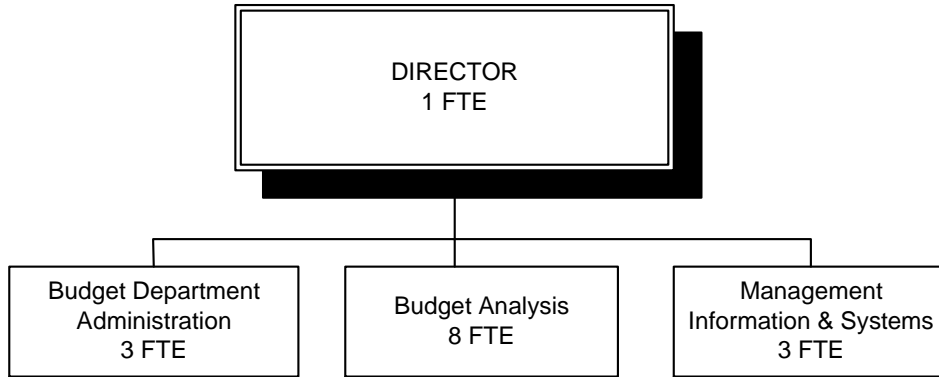 DIRECTOR
1 FTE
Budget Department
Administration
3 FTE
Budget Analysis
8 FTE
Management
Information & Systems
3 FTE